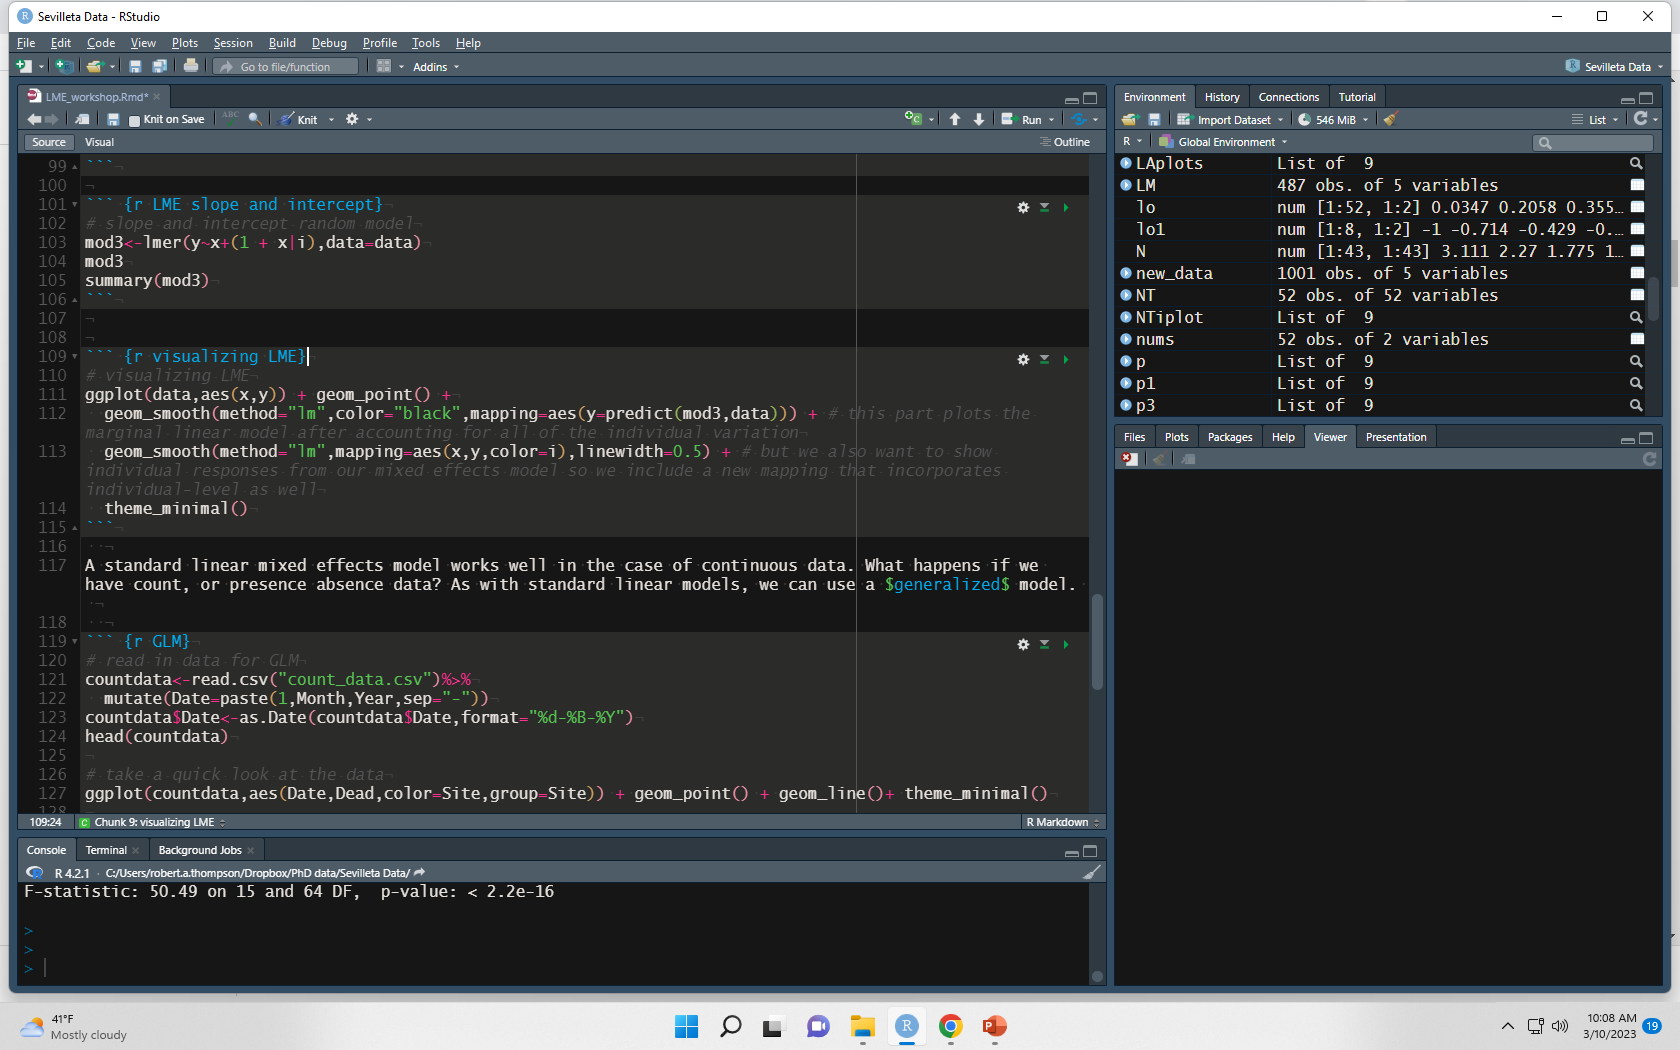 Sevilleta Data - RStudio
File Edit Code View Plots Session Build Debug Profile Tools Help
Go to file/function Addins Sevilleta Data
LME_workshop.Rmd*
Knit on Save ABC Knit Run
Source Visual Outline
99 ```
100
101 ``` {r LME slope and intercept}
102 # slope and intercept random model
103 mod3<-lmer(y~x+(1 + x|i),data=data)
104 mod3
105 summary(mod3)
106 ```
107
108
109 ``` {r visualizing LME}
110 # visualizing LME
111 ggplot(data,aes(x,y)) + geom_point() +
112   geom_smooth(method="lm",color="black",mapping=aes(y=predict(mod3,data))) + # this part plots the
marginal linear model after accounting for all of the individual variation
113   geom_smooth(method="lm",mapping=aes(x,y,color=i),linewidth=0.5) + # but we also want to show
individual responses from our mixed effects model so we include a new mapping that incorporates
individual-level as well
114   theme_minimal()
115 ```
116
117 A standard linear mixed effects model works well in the case of continuous data. What happens if we
have count, or presence absence data? As with standard linear models, we can use a $generalized$ model.
118
119 ``` {r GLM}
120 # read in data for GLM
121 countdata<-read.csv("count_data.csv")%>%
122   mutate(Date=paste(1,Month,Year,sep="-"))
123 countdata$Date<-as.Date(countdata$Date,format="%d-%B-%Y")
124 head(countdata)
125
126 # take a quick look at the data
127 ggplot(countdata,aes(Date,Dead,color=Site,group=Site)) + geom_point() + geom_line()+ theme_minimal()
128
109:24 C Chunk 9: visualizing LME R Markdown
Console Terminal Background Jobs
R 4.2.1 · C:/Users/robert.a.thompson/Dropbox/PhD data/Sevilleta Data/
F-statistic: 50.49 on 15 and 64 DF,  p-value: < 2.2e-16
>
>
>
Environment History Connections Tutorial
Import Dataset 546 MiB List
R Global Environment
LAplots List of  9
LM 487 obs. of 5 variables
lo num [1:52, 1:2] 0.0347 0.2058 0.355…
lo1 num [1:8, 1:2] -1 -0.714 -0.429 -0.…
N num [1:43, 1:43] 3.111 2.27 1.775 1…
new_data 1001 obs. of 5 variables
NT 52 obs. of 52 variables
NTiplot List of  9
nums 52 obs. of 2 variables
p List of  9
p1 List of  9
p3 List of  9
Files Plots Packages Help Viewer Presentation
41°F
Mostly cloudy
10:08 AM
3/10/2023
19